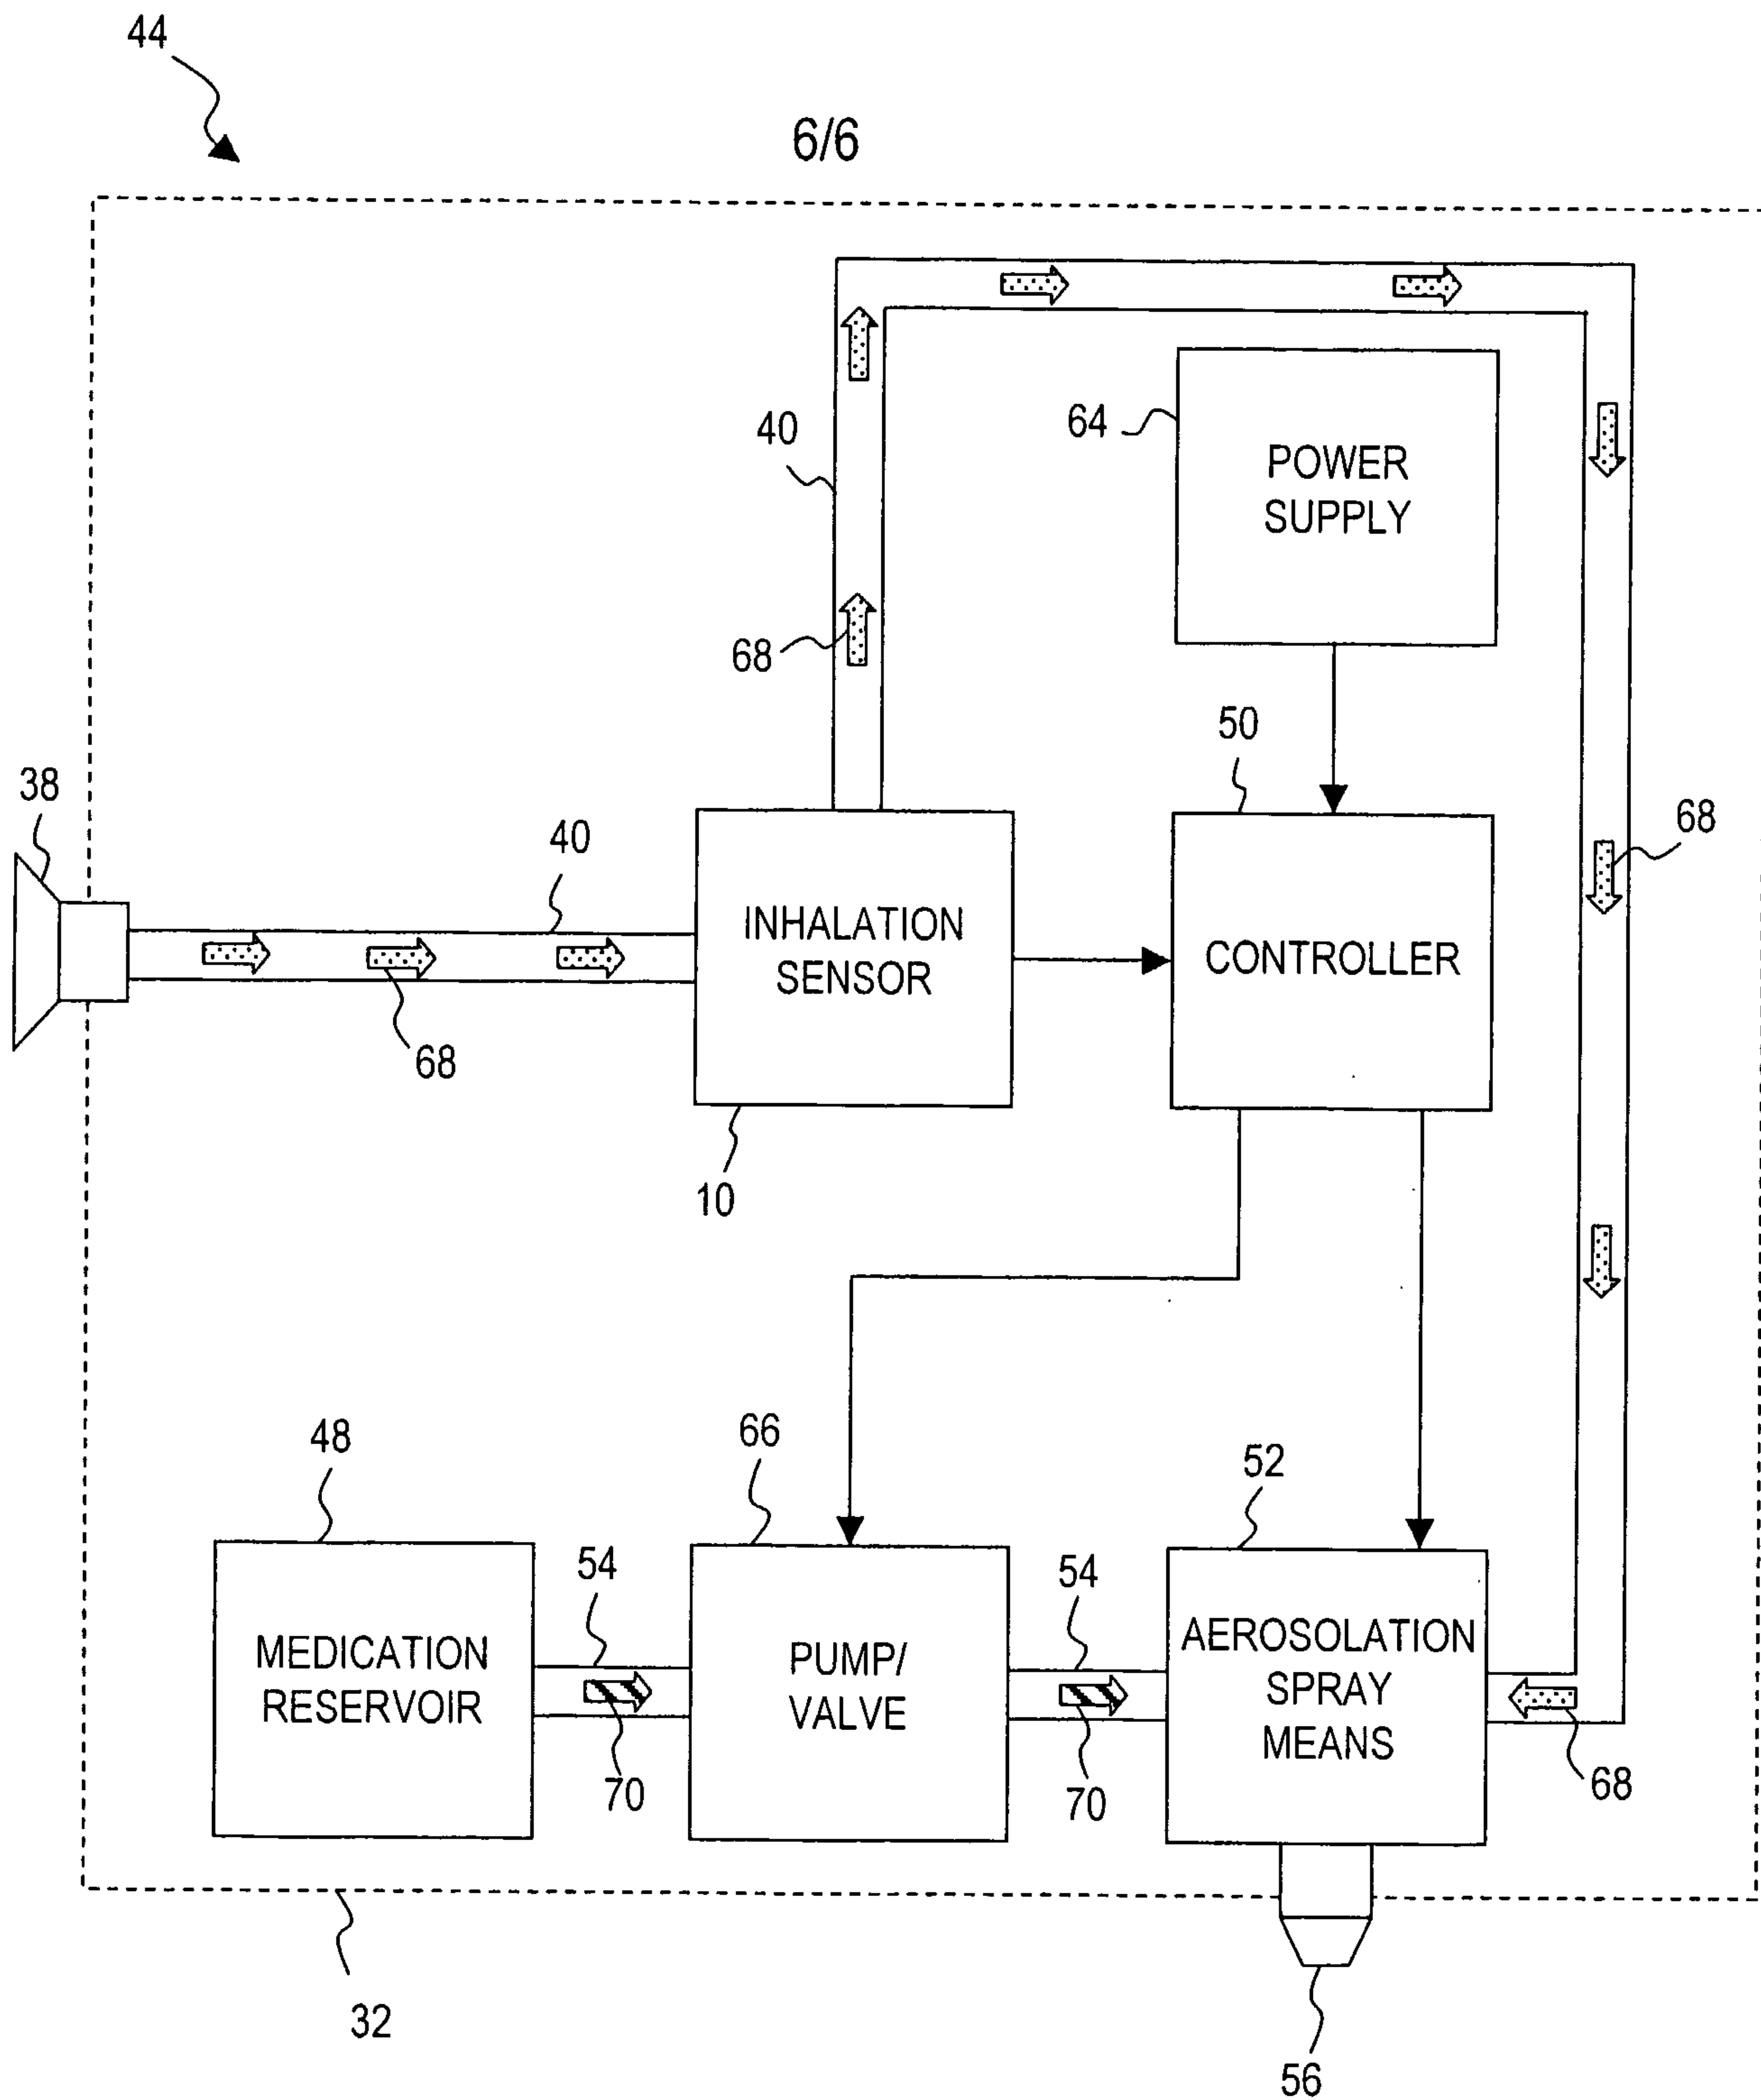 44
6/6
40
64
POWER
SUPPLY
68
50
38
40
68
INHALATION
SENSOR
CONTROLLER
68
10
48
66
52
54
54
MEDICATION
RESERVOIR
PUMP/
VALVE
AEROSOLATION
SPRAY
MEANS
70
70
68
32
56